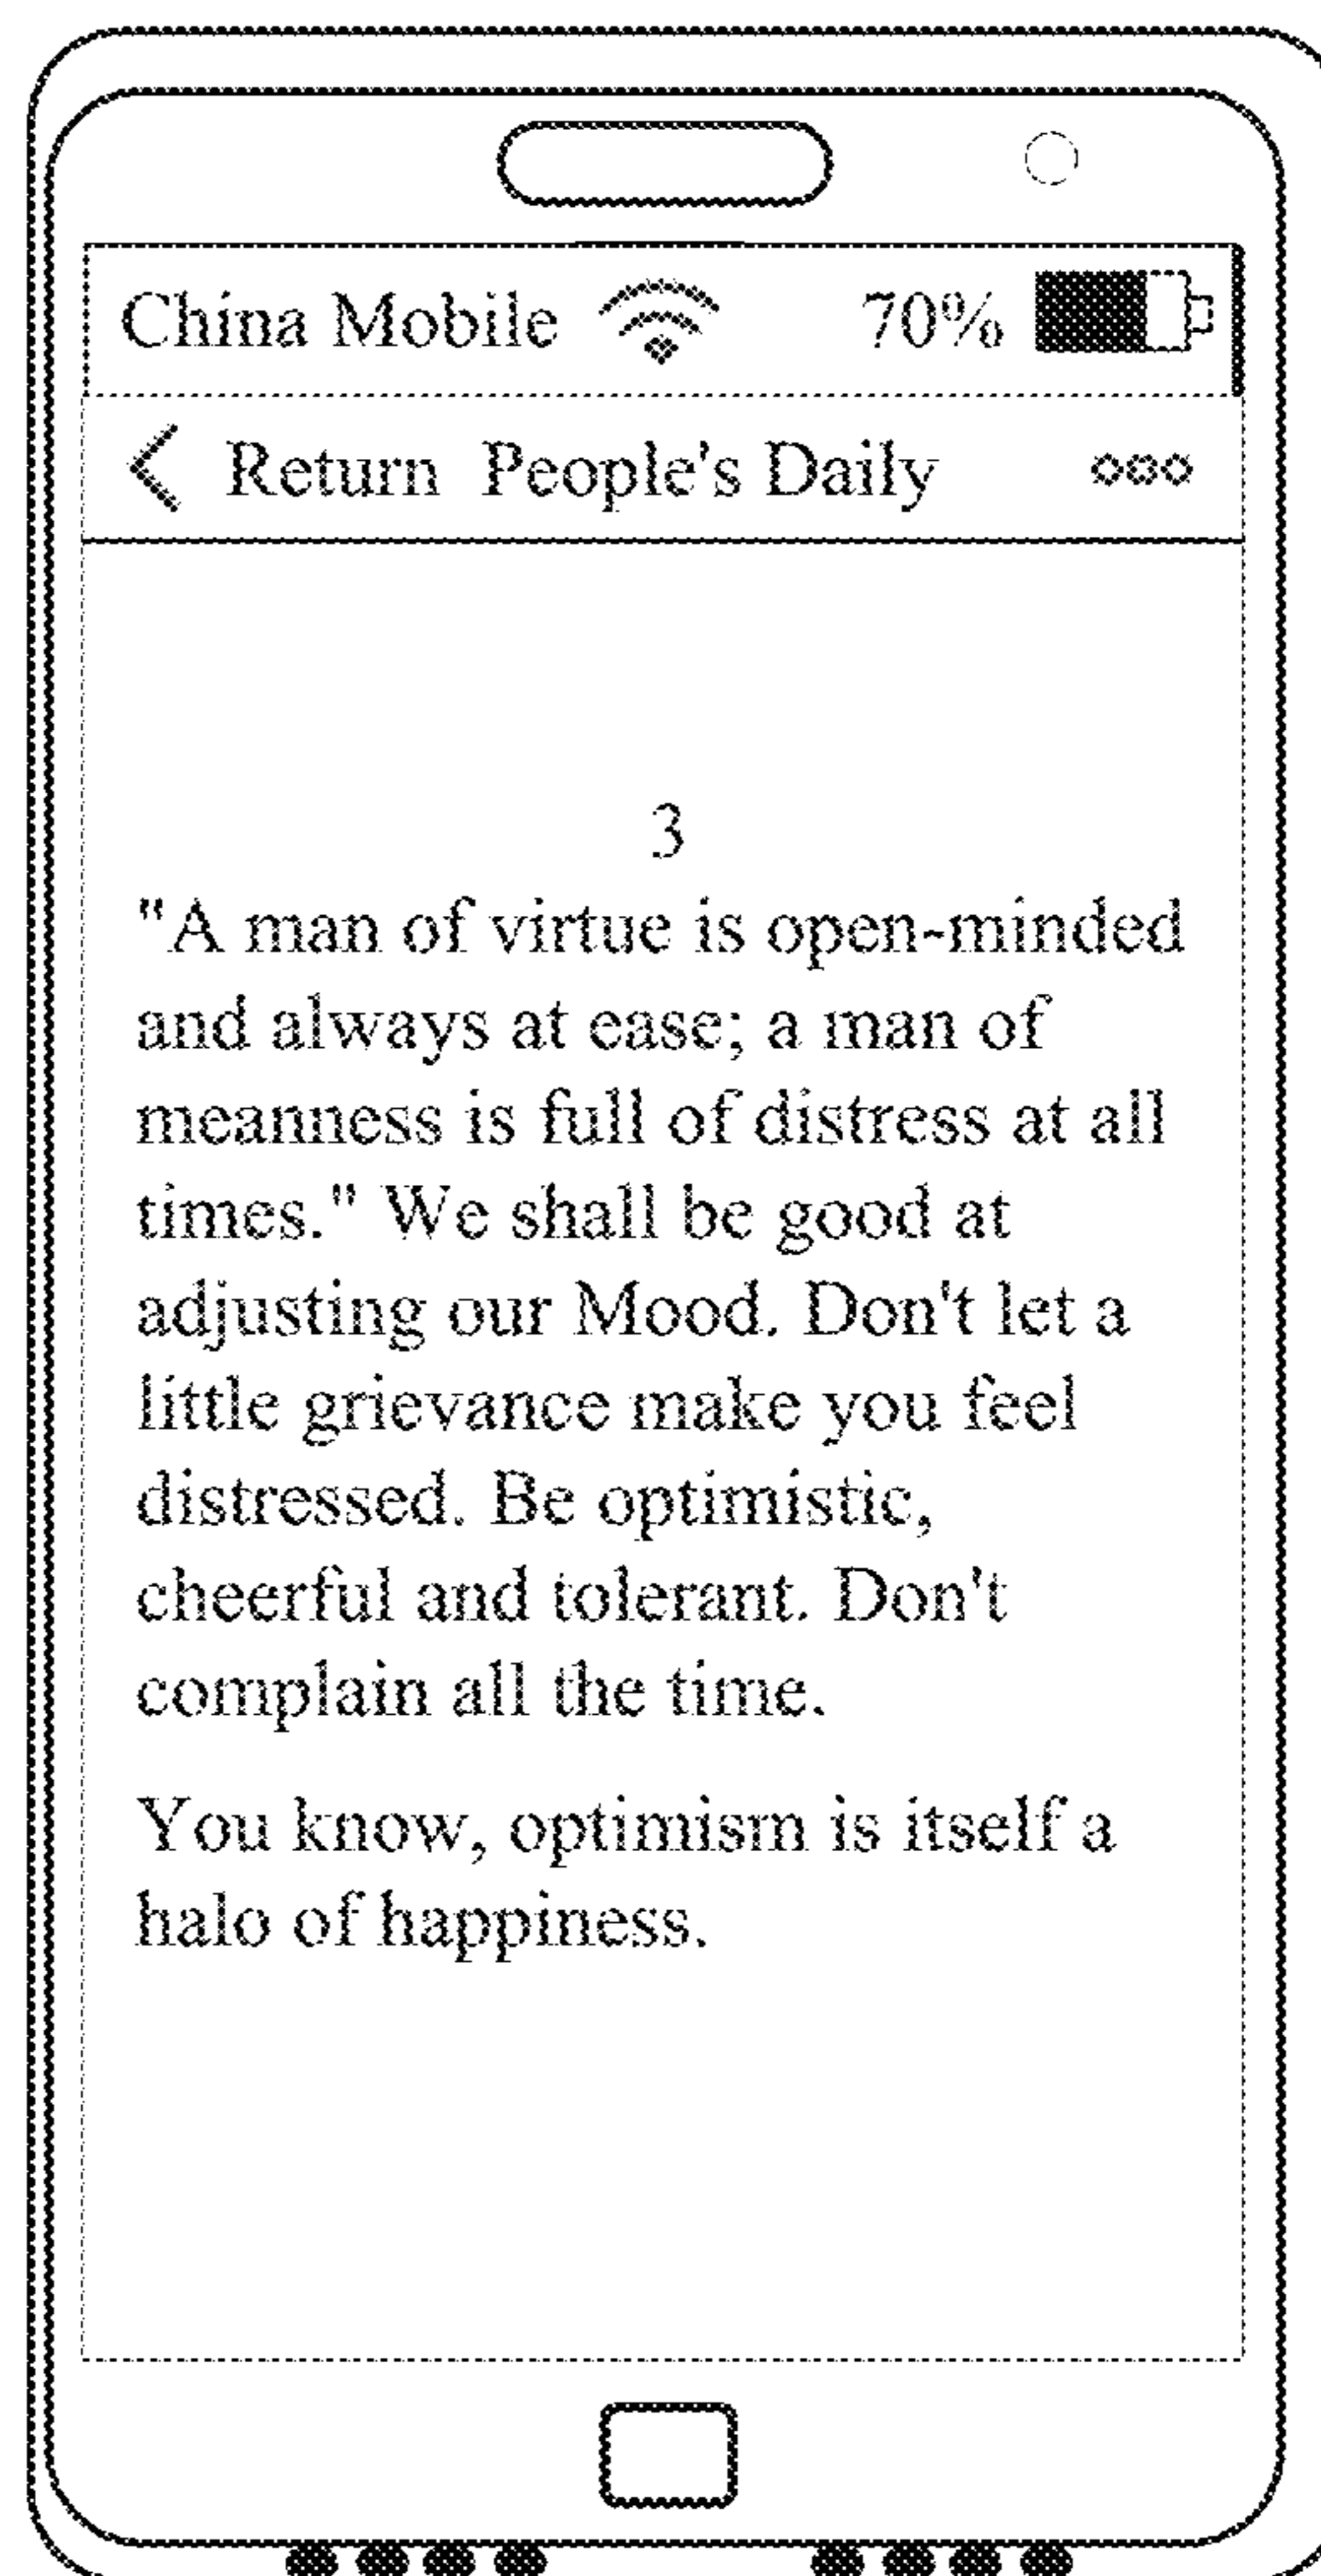 China Mobile 70%
Return People's Daily
3
"A man of virtue is open-minded
and always at ease; a man of
meanness is full of distress at all
times." We shall be good at
adjusting our Mood. Don't let a
little grievance make you feel
distressed. Be optimistic,
cheerful and tolerant. Don't
complain all the time.
You know, optimism is itself a
halo of happiness.